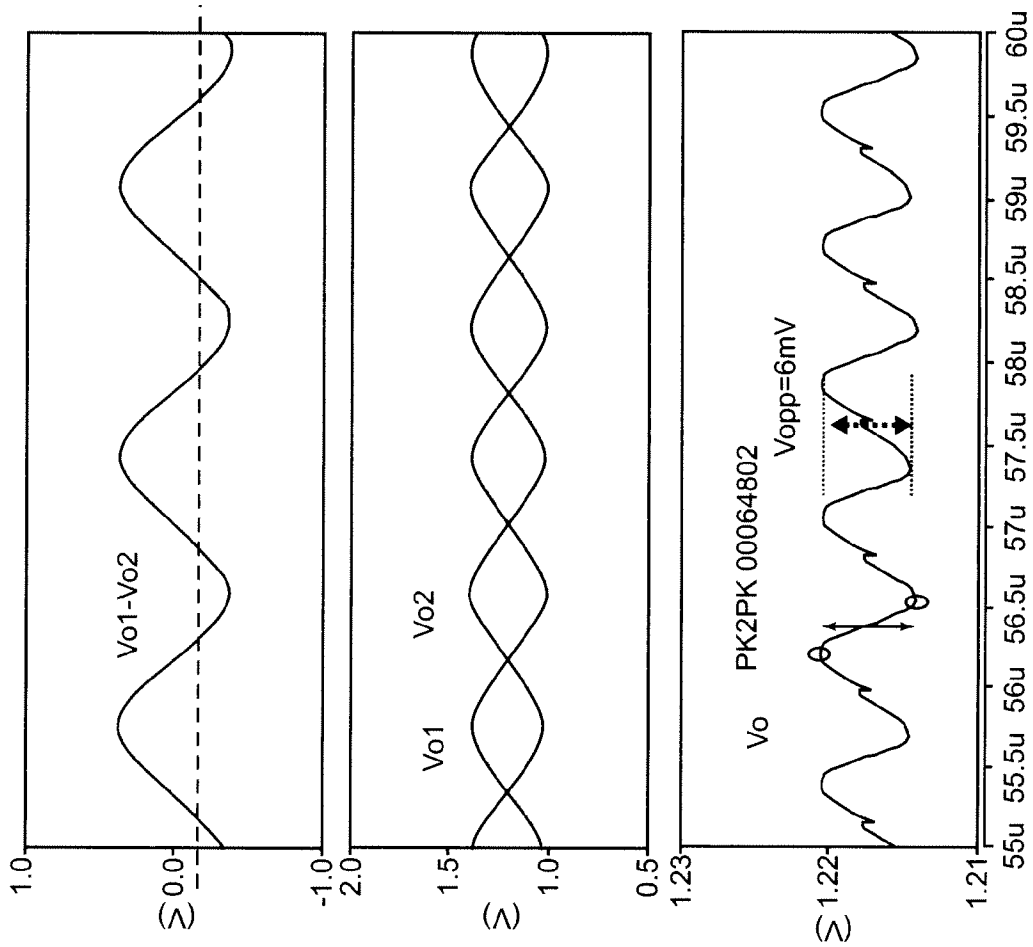 1.0
(V) 0.0
-1.0
Vo1-Vo2
2.0
1.5
(V)
1.0
0.5
Vo1
Vo2
1.23
(V) 1.22
1.21
Vo
PK2PK 00064802
Vopp=6mV
55u
55.5u
56u
56.5u
57u
57.5u
58u
58.5u
59u
59.5u
60u